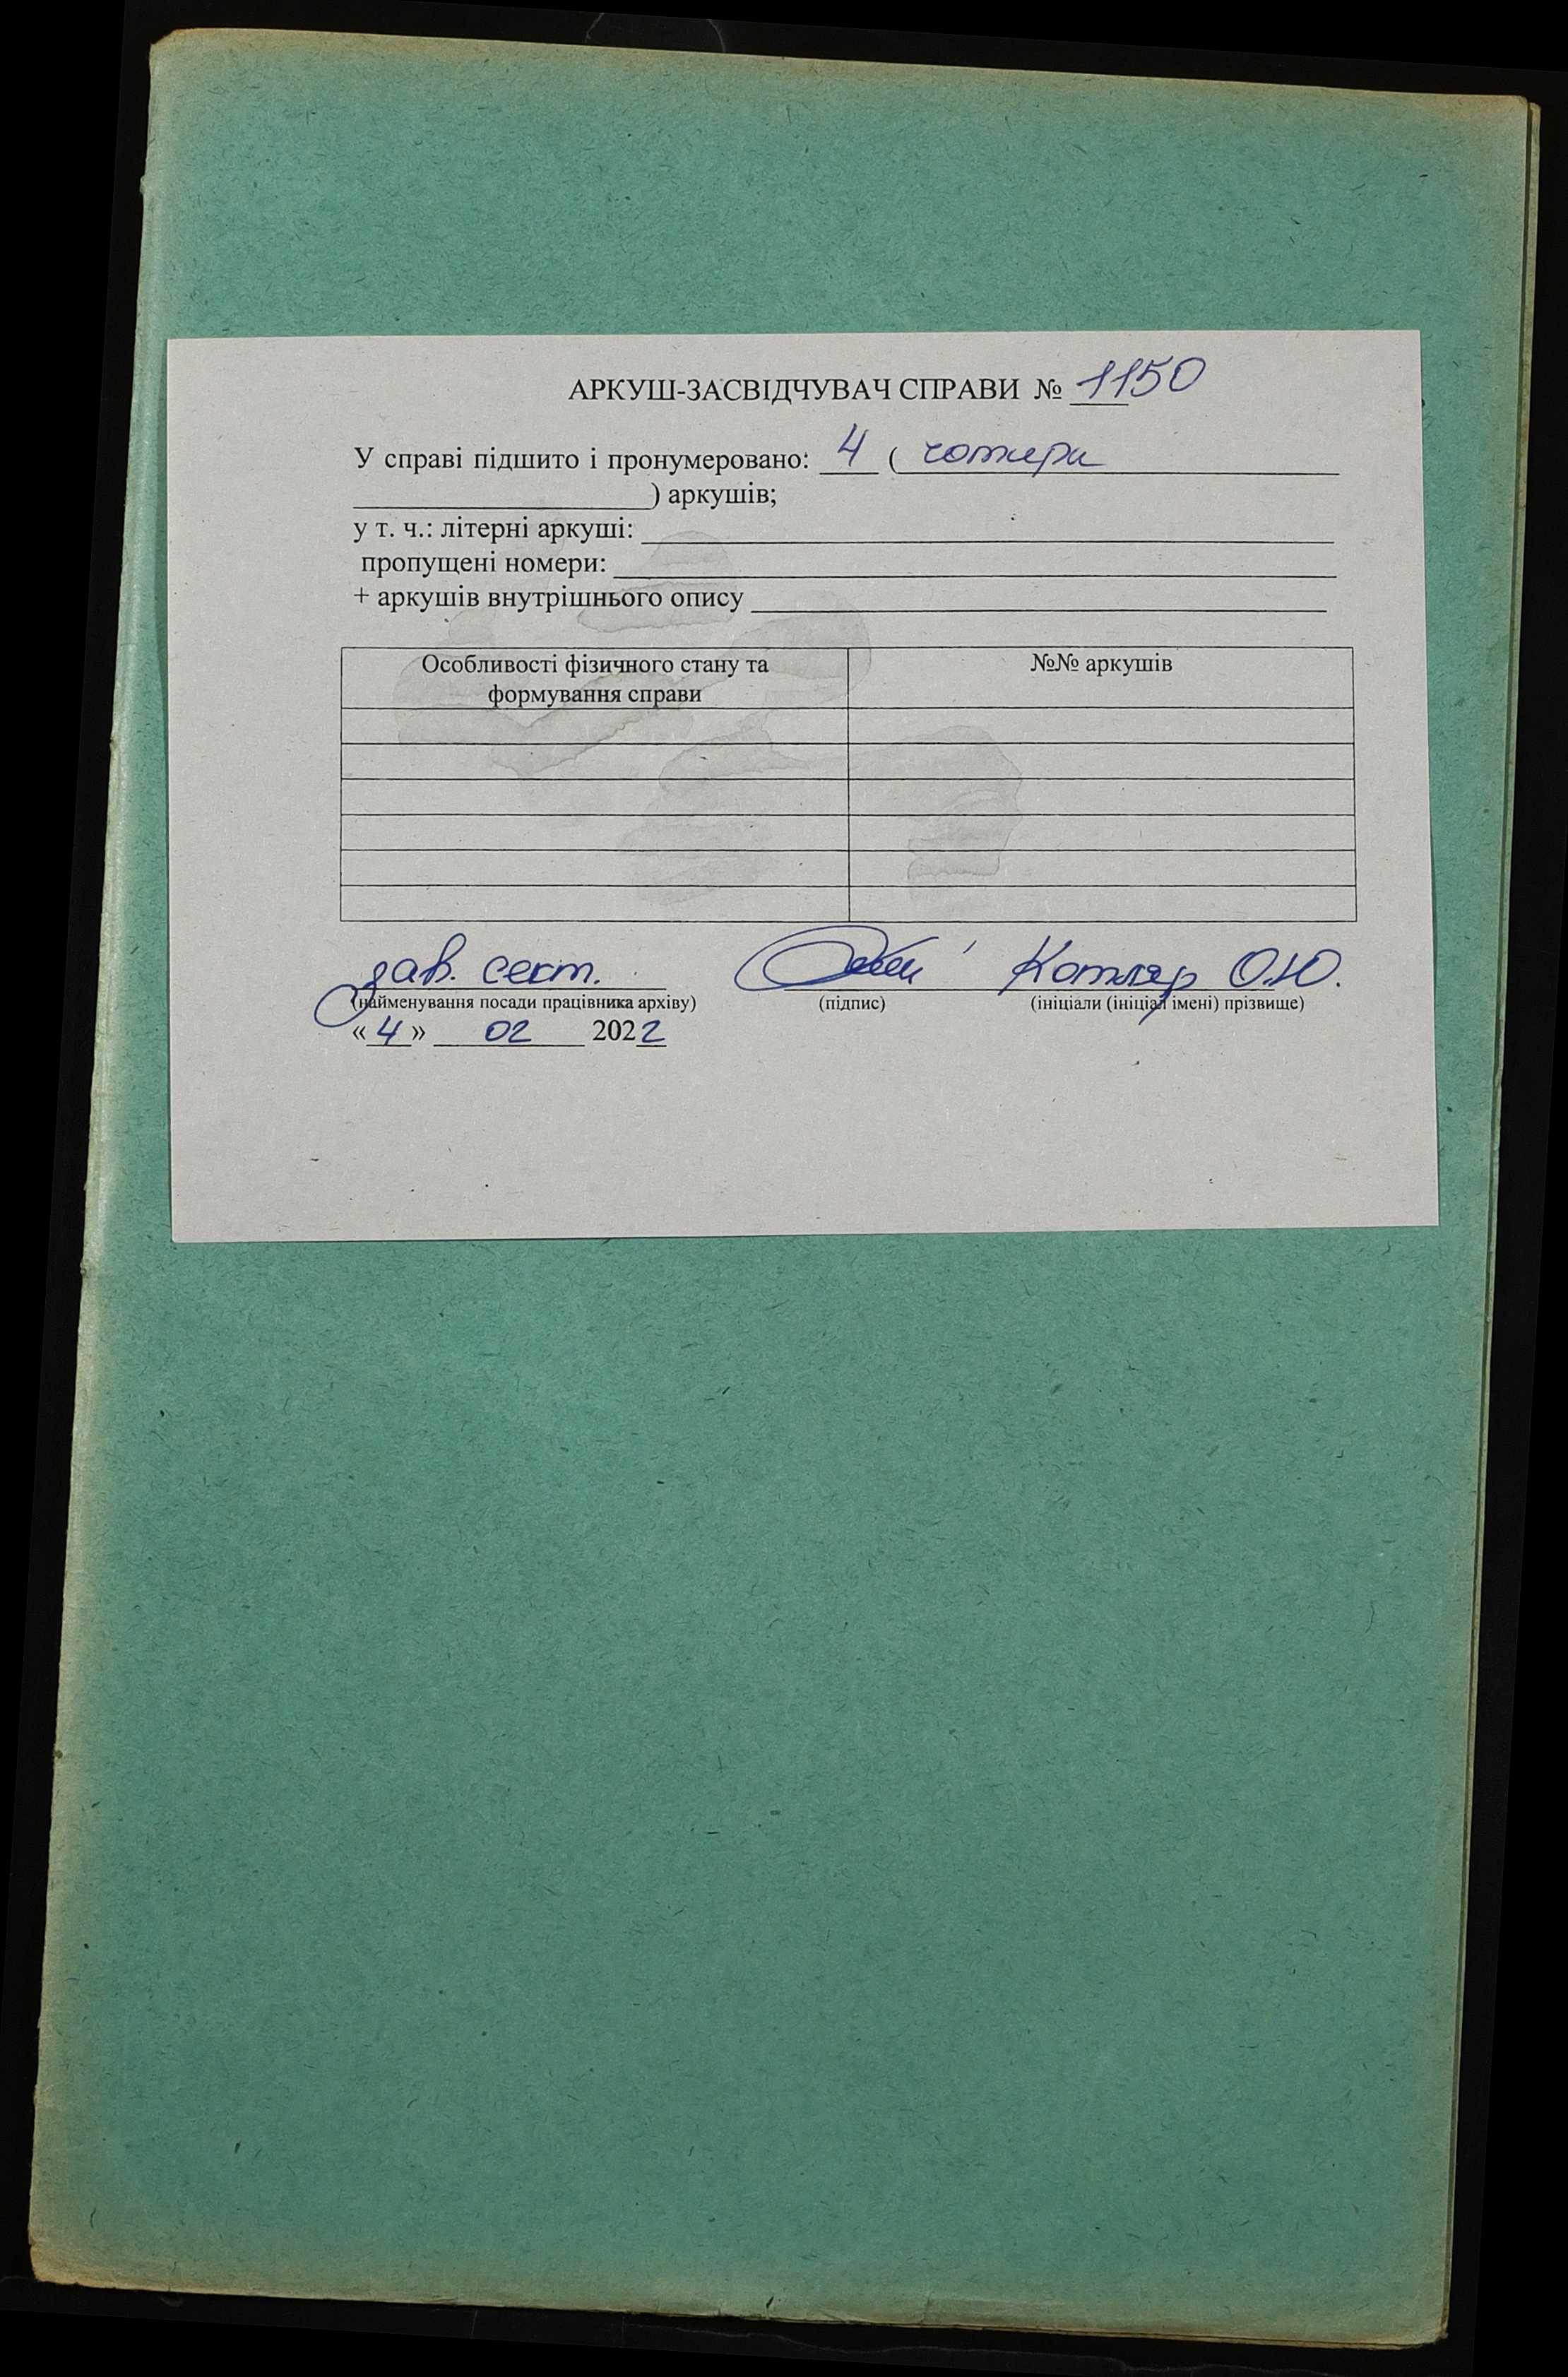 АРКУШ-ЗАСВІДЧУВАЧ СПРАВИ № 1150
У справі підшито і пронумеровано: 4 ( чотири
) аркушів;
у т. ч.: літерні аркуші:
пропущені номери:
+ аркушів внутрішнього опису
Особливості фізичного стану та формування справи №№ аркушів
зав. сект. Котляр О.Ю.
(найменування посади працівника архіву) (підпис) (ініціали (ініціал імені) прізвище)
« 4 » 02 2022